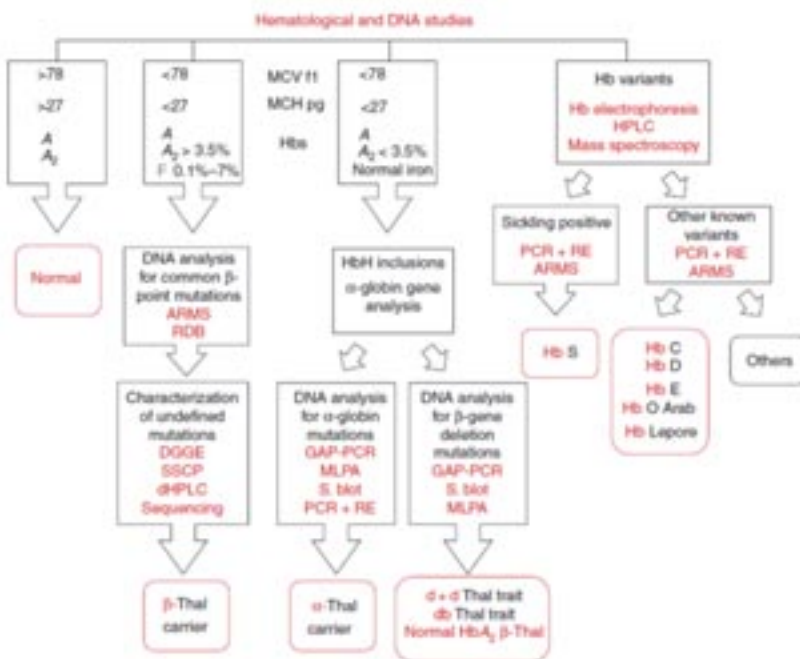 Hematological and DNA studies
>78
>27
A
A2
<78
<27
A
A2 > 3.5%
F 0.1%–7%
MCV f1
MCH pg
Hbs
<78
<27
A
A2 < 3.5%
Normal iron
Hb variants
Hb electrophoresis
HPLC
Mass spectroscopy
Sickling positive
PCR + RE
ARMS
Other known
variants
PCR + RE
ARMS
Normal
DNA analysis
for common β-
point mutations
ARMS
RDB
HbH inclusions
α-globin gene
analysis
Hb S
Hb C
Hb D
Hb E
Hb O Arab
Hb Lepore
Others
Characterization
of undefined
mutations
DGGE
SSCP
dHPLC
Sequencing
DNA analysis
for α-globin
mutations
GAP-PCR
MLPA
S. blot
PCR + RE
DNA analysis
for β-gene
deletion
mutations
GAP-PCR
S. blot
MLPA
β-Thal
carrier
α-Thal
carrier
d + d Thal trait
db Thal trait
Normal HbA2 β-Thal